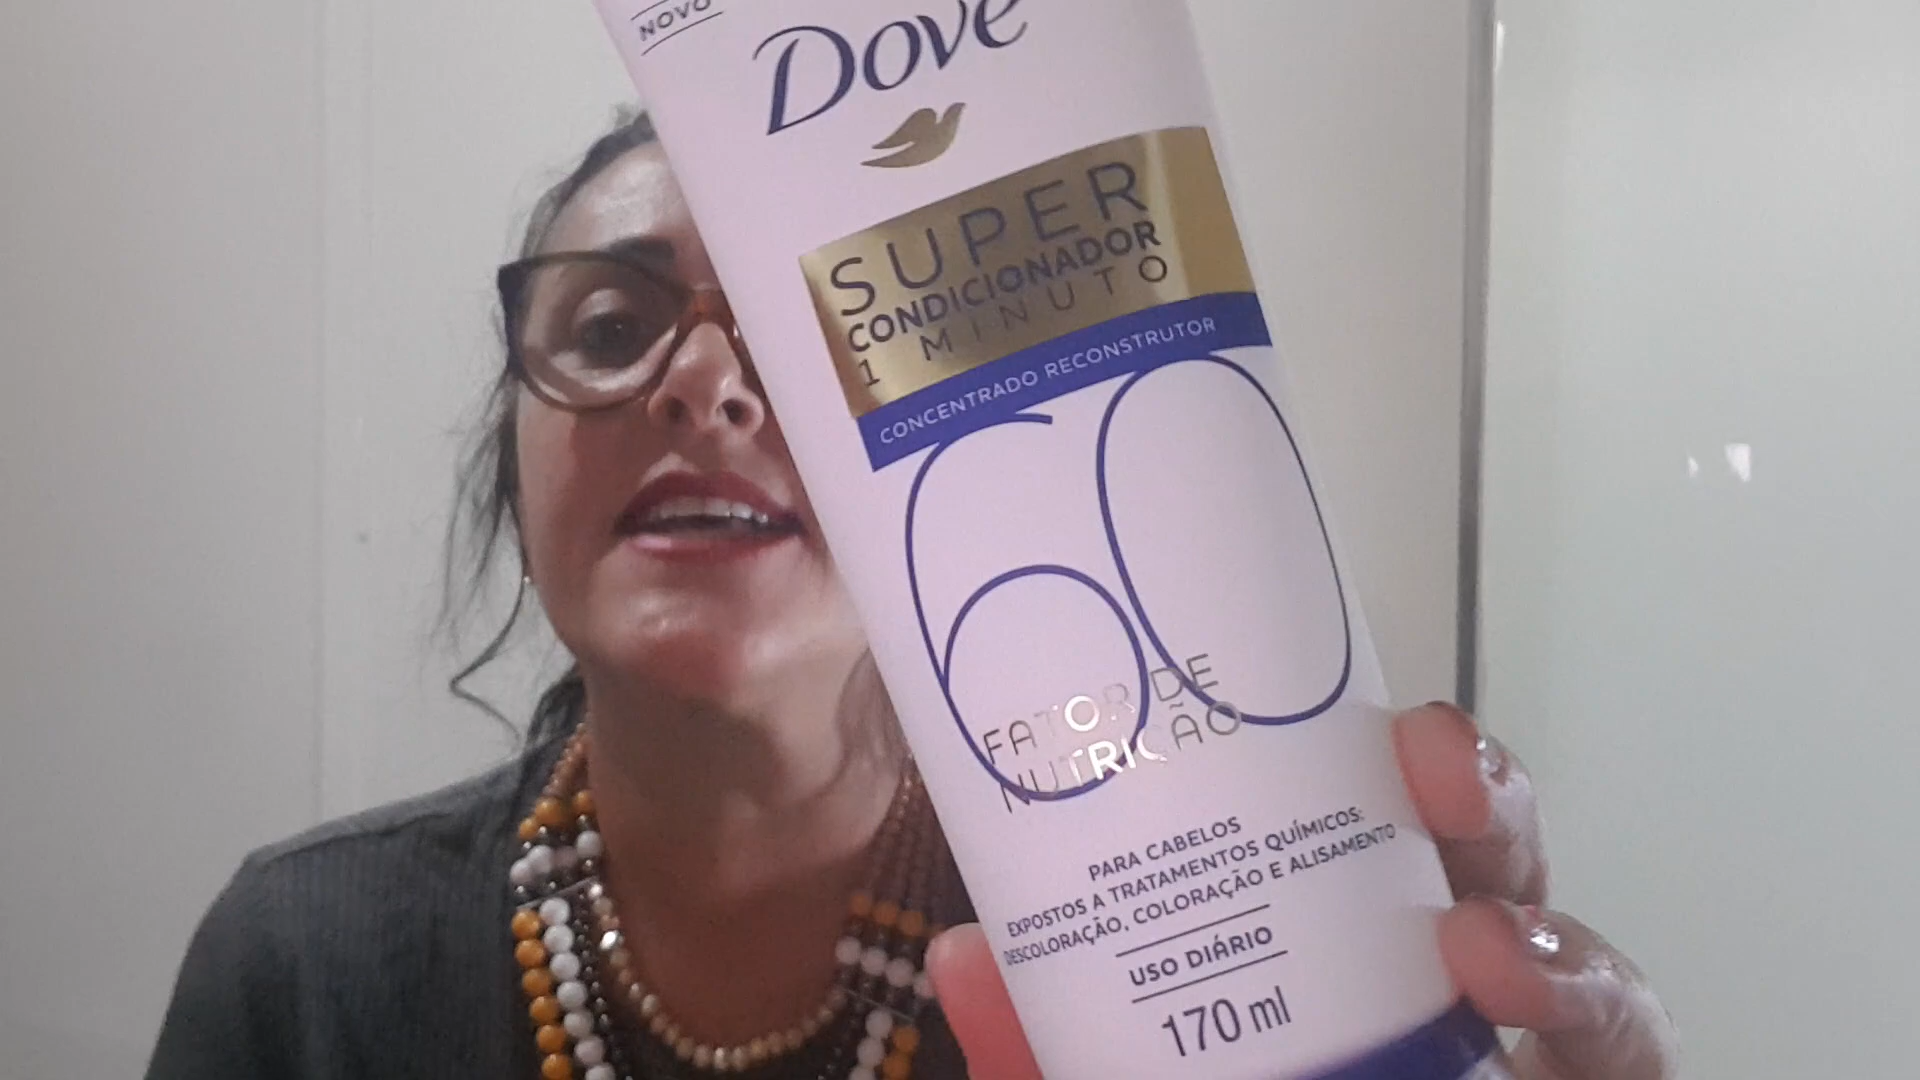 NOVO
Dove
SUPER
CONDICIONADOR
1 MINUTO
CONCENTRADO RECONSTRUTOR
60
FATOR DE
NUTRIÇÃO
PARA CABELOS
EXPOSTOS A TRATAMENTOS QUÍMICOS:
DESCOLORAÇÃO, COLORAÇÃO E ALISAMENTO
USO DIÁRIO
170 ml